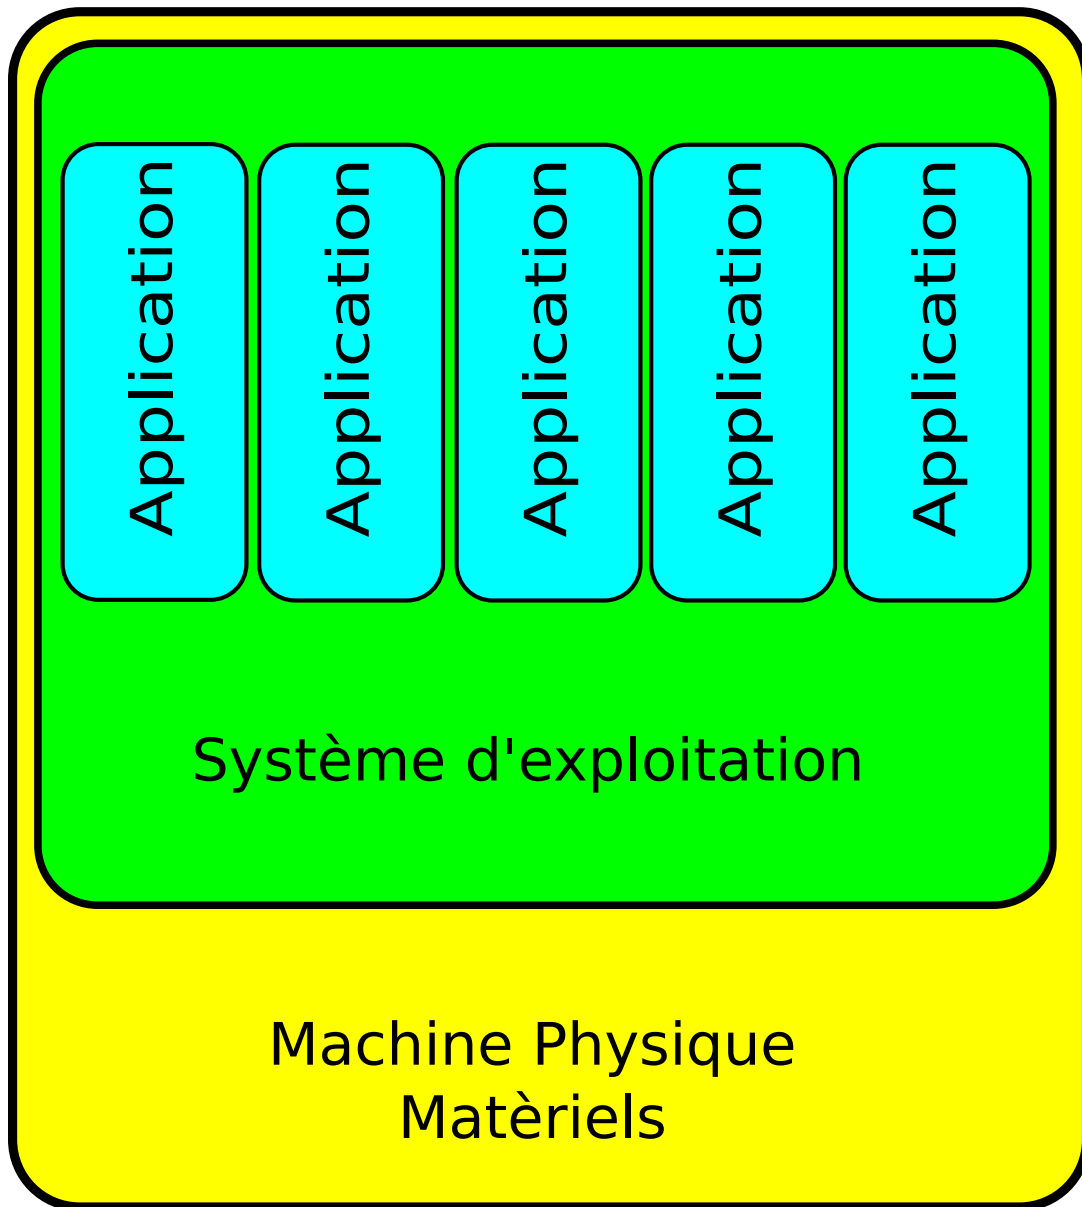 Application
Application
Application
Application
Application
Système d'exploitation
Machine Physique
Matèriels